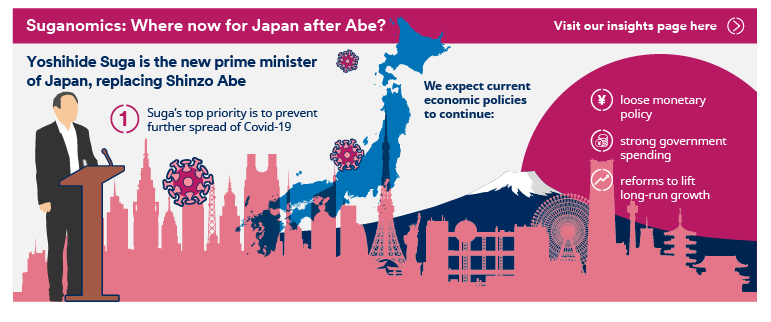 Suganomics: Where now for Japan after Abe?
Visit our insights page here
Yoshihide Suga is the new prime minister
of Japan, replacing Shinzo Abe
1
Suga's top priority is to prevent
further spread of Covid-19
We expect current
economic policies
to continue:
¥
loose monetary
policy
strong government
spending
reforms to lift
long-run growth